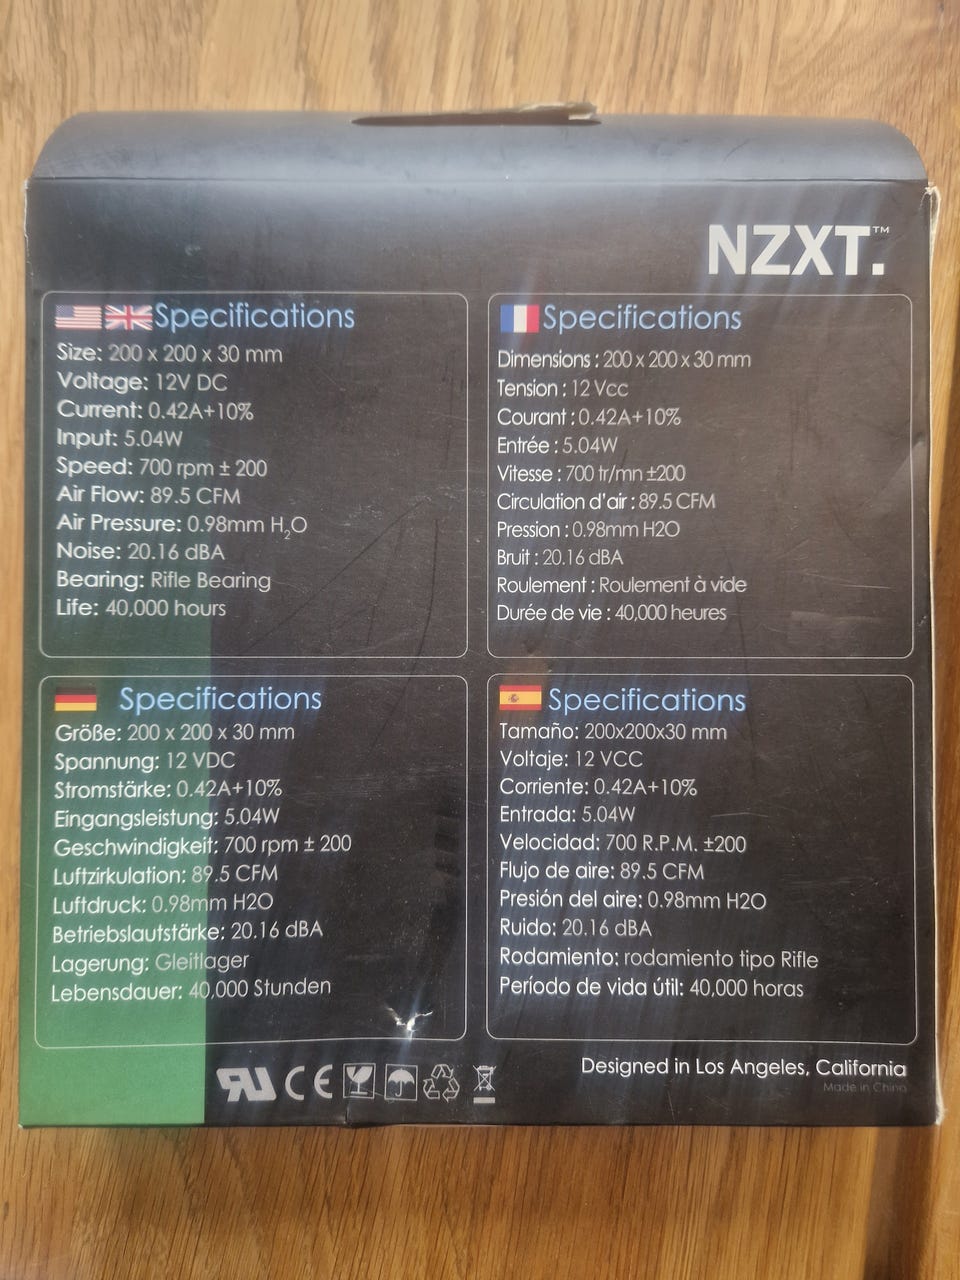 NZXT.™
Specifications
Size: 200 x 200 x 30 mm
Voltage: 12V DC
Current: 0.42A+10%
Input: 5.04W
Speed: 700 rpm ± 200
Air Flow: 89.5 CFM
Air Pressure: 0.98mm H₂O
Noise: 20.16 dBA
Bearing: Rifle Bearing
Life: 40,000 hours
Specifications
Dimensions : 200 x 200 x 30 mm
Tension : 12 Vcc
Courant : 0.42A+10%
Entrée : 5.04W
Vitesse : 700 tr/mn ±200
Circulation d'air : 89.5 CFM
Pression : 0.98mm H2O
Bruit : 20.16 dBA
Roulement : Roulement à vide
Durée de vie : 40,000 heures
Specifications
Größe: 200 x 200 x 30 mm
Spannung: 12 VDC
Stromstärke: 0.42A+10%
Eingangsleistung: 5.04W
Geschwindigkeit: 700 rpm ± 200
Luftzirkulation: 89.5 CFM
Luftdruck: 0.98mm H2O
Betriebslautstärke: 20.16 dBA
Lagerung: Gleitlager
Lebensdauer: 40,000 Stunden
Specifications
Tamaño: 200x200x30 mm
Voltaje: 12 VCC
Corriente: 0.42A+10%
Entrada: 5.04W
Velocidad: 700 R.P.M. ±200
Flujo de aire: 89.5 CFM
Presión del aire: 0.98mm H2O
Ruido: 20.16 dBA
Rodamiento: rodamiento tipo Rifle
Período de vida útil: 40,000 horas
Designed in Los Angeles, California
Made in China